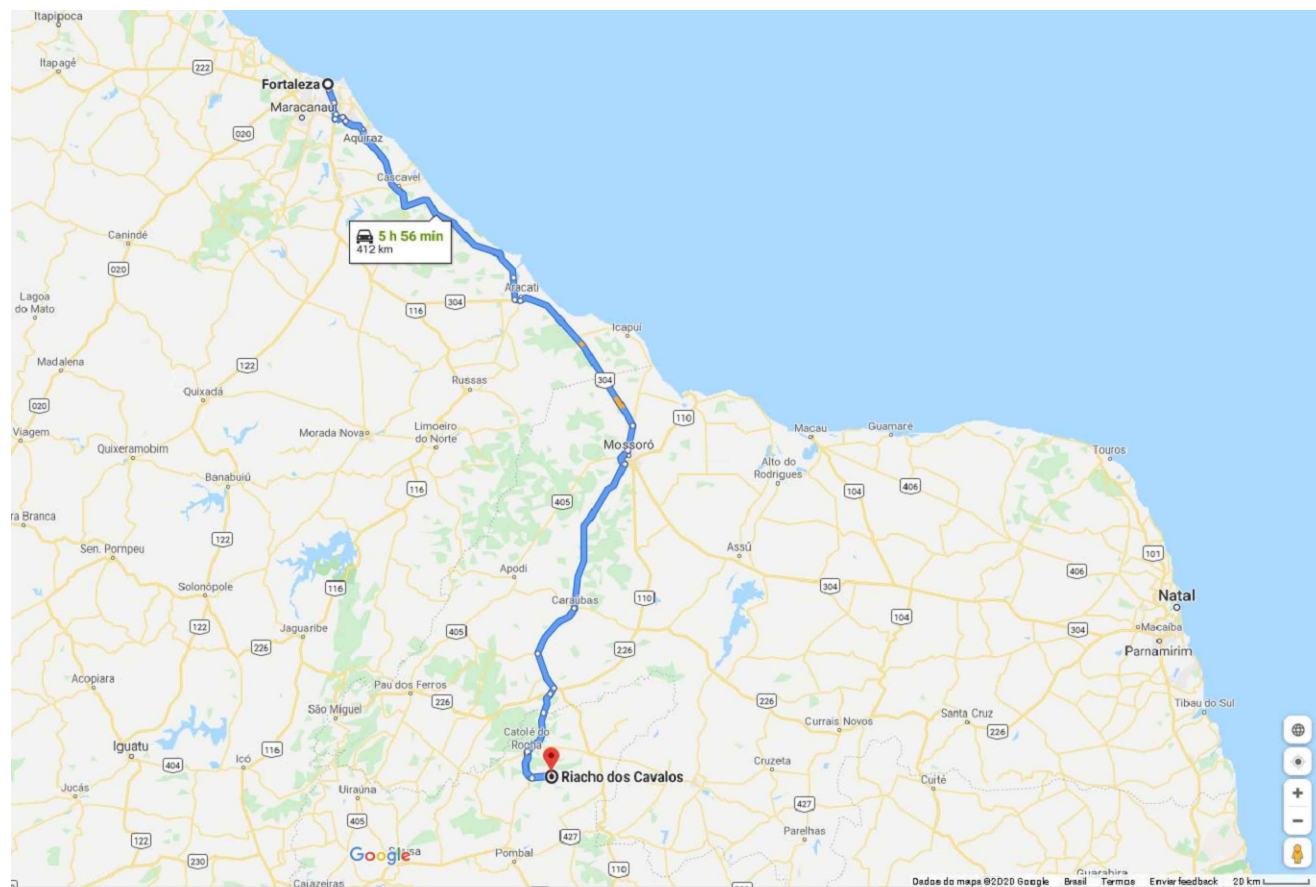 Itapipoca
Itapagé
222
Fortaleza
Maracanaú
020
Aquiraz
Cascavel
5 h 56 min
412 km
Canindé
020
Lagoa
do Mato
116
304
Aracati
Icapuí
Madalena
122
304
Russas
Quixadá
020
110
Viagem
Morada Nova
Limoeiro
do Norte
Mossoró
Macau
Guamaré
Touros
Quixeramobim
Alto do
Rodrigues
Banabuiú
116
405
104
406
ra Branca
122
Sen. Pompeu
Assú
101
Apodi
406
Solonópole
116
304
Natal
Caraúbas
110
104
122
Jaguaribe
405
304
Macaíba
226
226
Parnamirim
Acopiara
Pau dos Ferros
226
226
São Miguel
Santa Cruz
Tibau do Sul
Currais Novos
226
Catolé do
Rocha
Iguatu
116
404
Icó
Cruzeta
Riacho dos Cavalos
Cuité
Jucás
Uiraúna
427
405
Parelhas
122
427
Google
Sousa
Pombal
230
110
Guarabira
Cajazeiras
Dados do mapa ©2020 Google Brasil Termos Enviar feedback 20 km